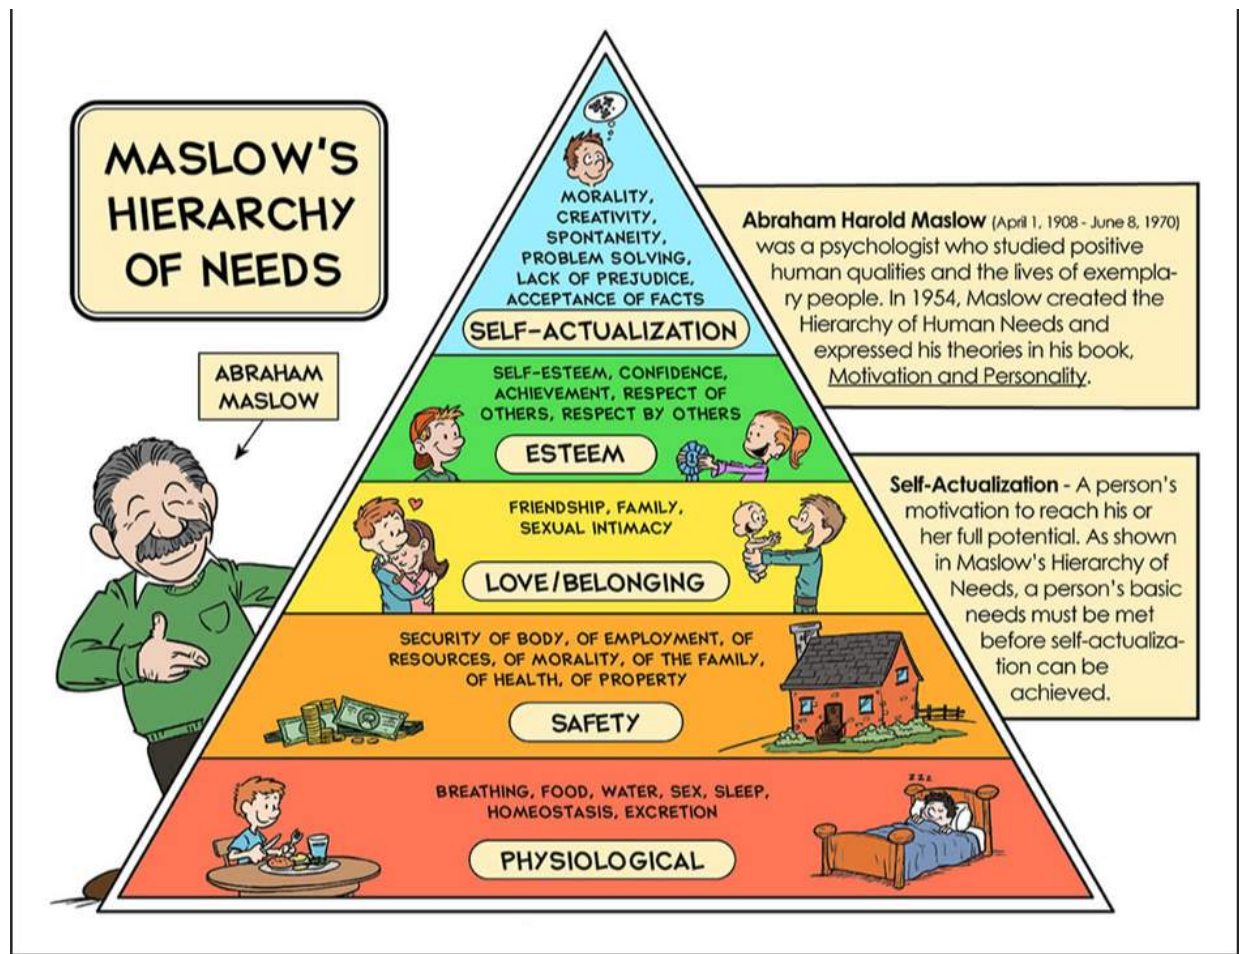 MASLOW'S
HIERARCHY
OF NEEDS
ABRAHAM
MASLOW
MORALITY,
CREATIVITY,
SPONTANEITY,
PROBLEM SOLVING,
LACK OF PREJUDICE,
ACCEPTANCE OF FACTS
SELF-ACTUALIZATION
SELF-ESTEEM, CONFIDENCE,
ACHIEVEMENT, RESPECT OF
OTHERS, RESPECT BY OTHERS
ESTEEM
1
FRIENDSHIP, FAMILY,
SEXUAL INTIMACY
LOVE/BELONGING
SECURITY OF BODY, OF EMPLOYMENT, OF
RESOURCES, OF MORALITY, OF THE FAMILY,
OF HEALTH, OF PROPERTY
SAFETY
BREATHING, FOOD, WATER, SEX, SLEEP,
HOMEOSTASIS, EXCRETION
PHYSIOLOGICAL
zzz
Abraham Harold Maslow (April 1, 1908 - June 8, 1970)
was a psychologist who studied positive
human qualities and the lives of exempla-
ry people. In 1954, Maslow created the
Hierarchy of Human Needs and
expressed his theories in his book,
Motivation and Personality.
Self-Actualization - A person's
motivation to reach his or
her full potential. As shown
in Maslow's Hierarchy of
Needs, a person's basic
needs must be met
before self-actualiza-
tion can be
achieved.